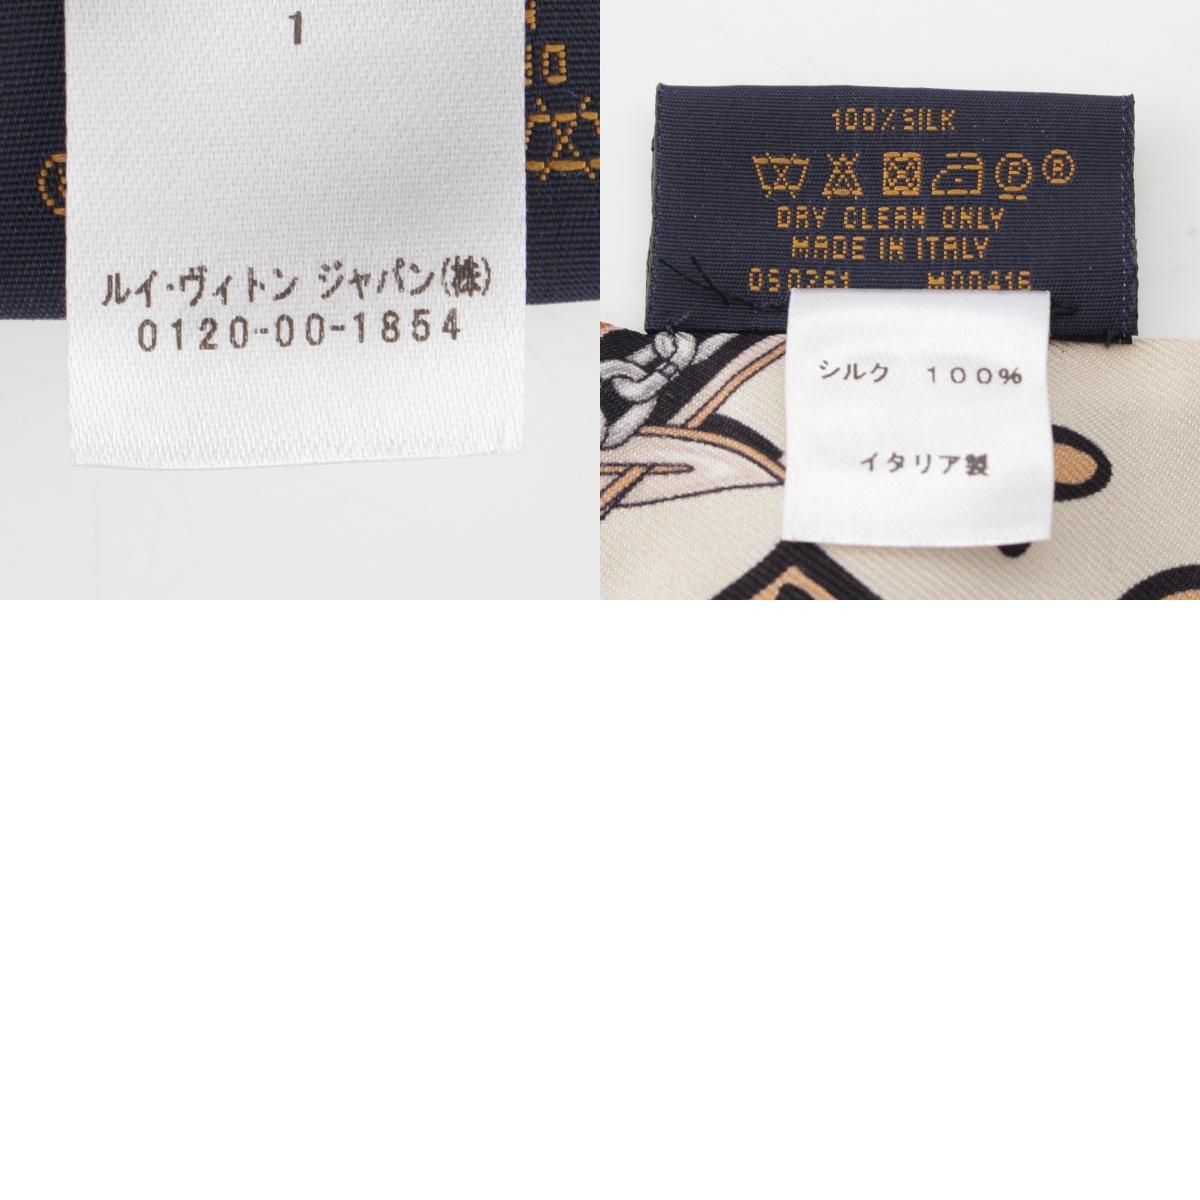 1
ルイ・ヴィトン ジャパン(株)
0120-00-1854
100% SILK
DRY CLEAN ONLY
MADE IN ITALY
シルク 100%
イタリア製